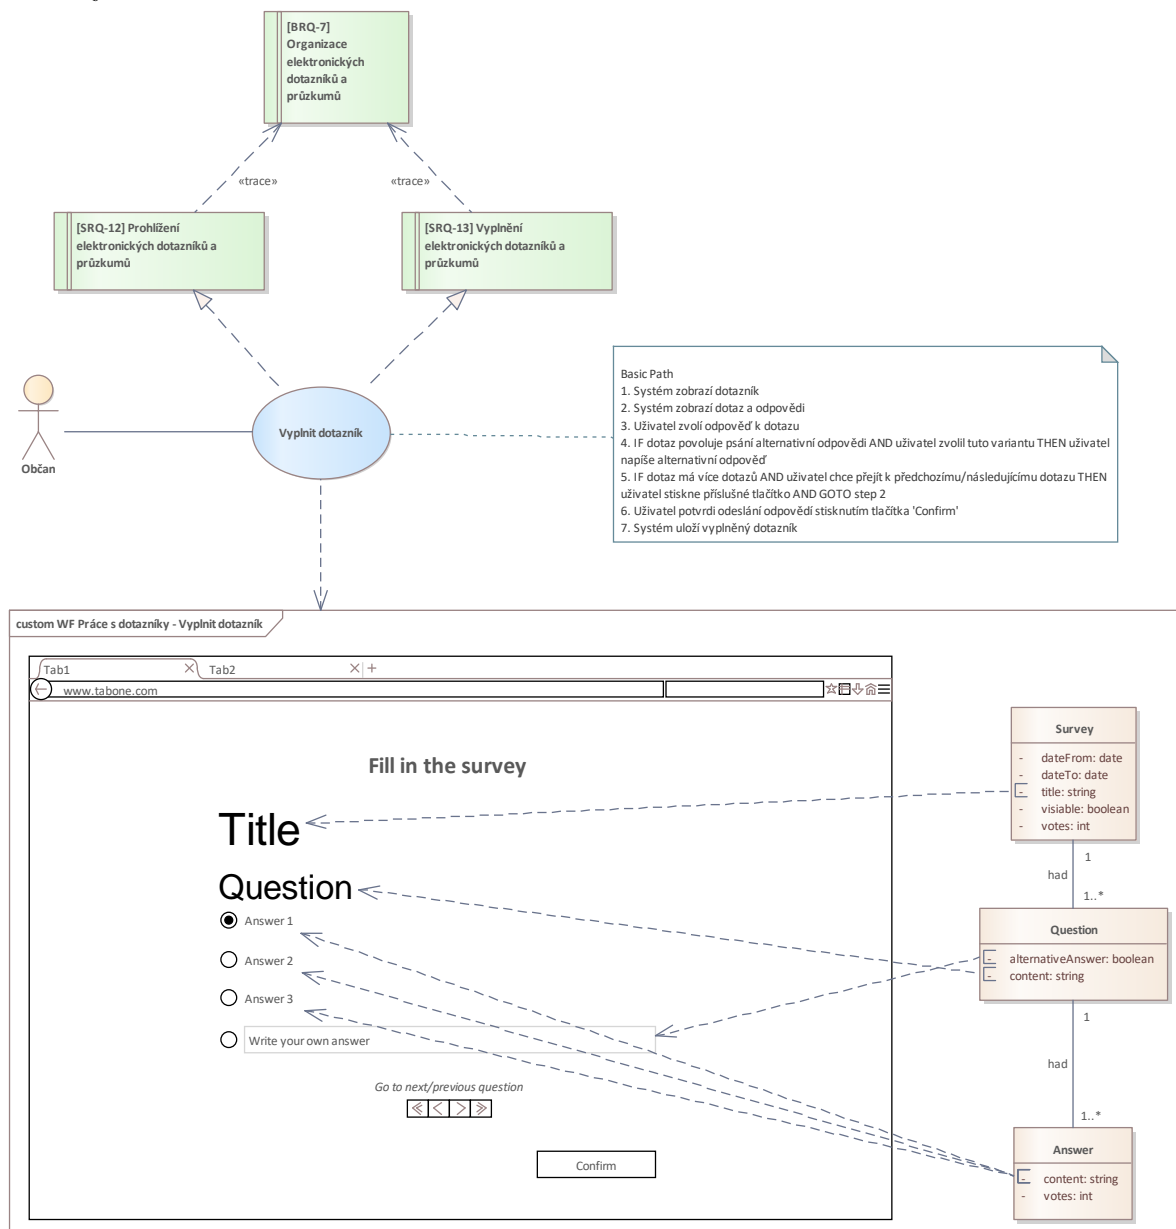 [BRQ-7]
Organizace
elektronických
dotazníků a
průzkumů
«trace»
«trace»
[SRQ-12] Prohlížení
elektronických dotazníků a
průzkumů
[SRQ-13] Vyplnění
elektronických dotazníků a
průzkumů
Občan
Vyplnit dotazník
Basic Path
1. Systém zobrazí dotazník
2. Systém zobrazí dotaz a odpovědi
3. Uživatel zvolí odpověď k dotazu
4. IF dotaz povoluje psání alternativní odpovědi AND uživatel zvolil tuto variantu THEN uživatel
napíše alternativní odpověď
5. IF dotaz má více dotazů AND uživatel chce přejít k předchozímu/následujícímu dotazu THEN
uživatel stiskne příslušné tlačítko AND GOTO step 2
6. Uživatel potvrdi odeslání odpovědí stisknutím tlačítka 'Confirm'
7. Systém uloží vyplněný dotazník
custom WF Práce s dotazníky - Vyplnit dotazník
Tab1
Tab2
www.tabone.com
Fill in the survey
Title
Question
Answer 1
Answer 2
Answer 3
Write your own answer
Go to next/previous question
Confirm
Survey
- dateFrom: date
- dateTo: date
- title: string
- visiable: boolean
- votes: int
1
had
1..*
Question
- alternativeAnswer: boolean
- content: string
1
had
1..*
Answer
- content: string
- votes: int